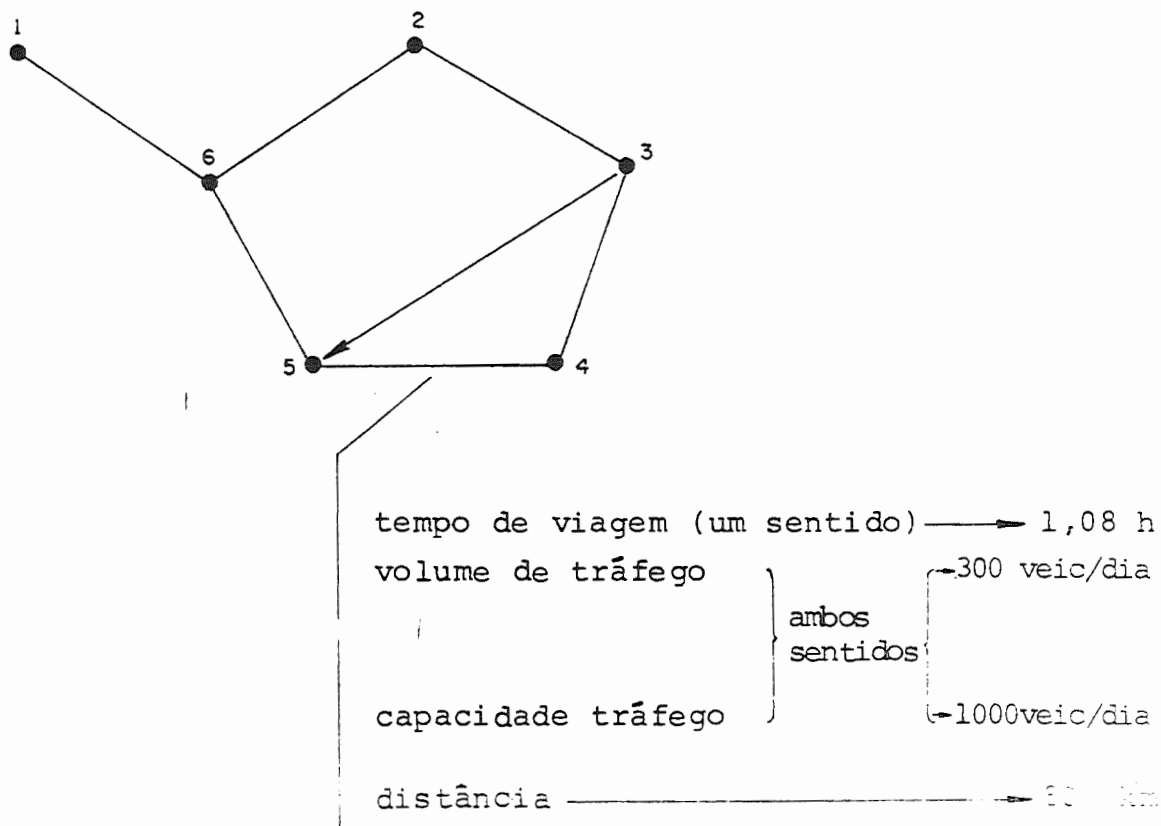 1
2
3
6
5
4
tempo de viagem (um sentido) 1,08 h
volume de tráfego 300 veic/dia
ambos
sentidos
capacidade tráfego 1000veic/dia
distância